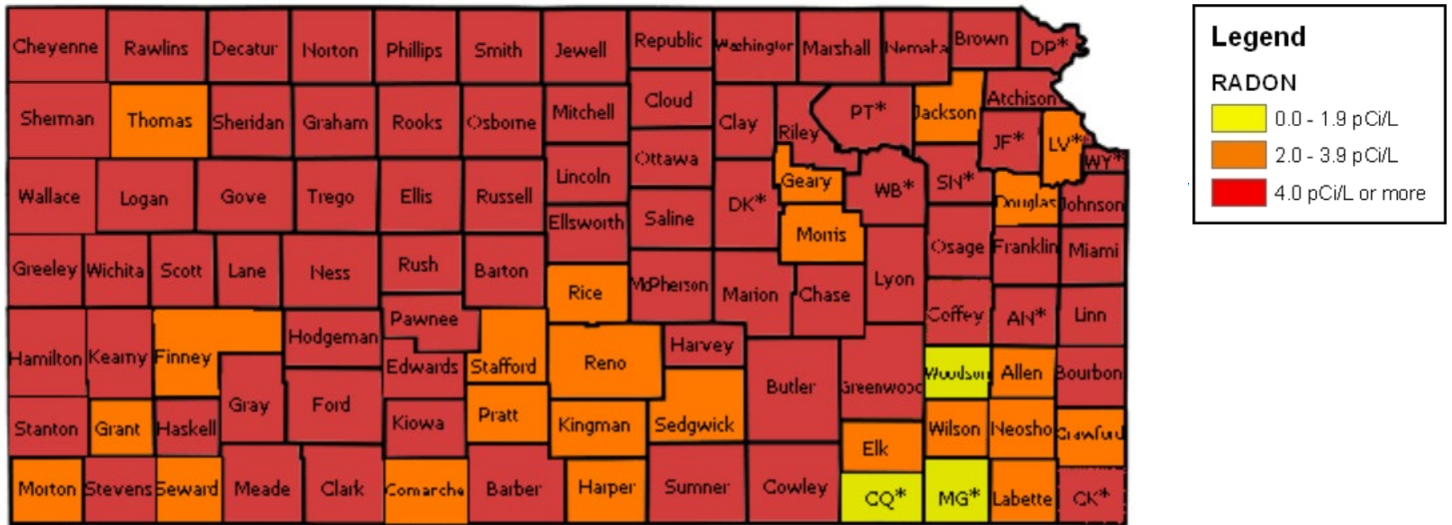 Cheyenne Rawlins Decatur Norton Phillips Smith Jewell Republic Washington Marshall Nemaha Brown DP*
Sherman Thomas Sheridan Graham Rooks Osborne Mitchell Cloud Clay Riley PT* Jackson Atchison JF* LV* WY*
Wallace Logan Gove Trego Ellis Russell Lincoln Ottawa Geary WB* SN* Douglas Johnson
Ellsworth Saline DK* Morris Osage Franklin Miami
Greeley Wichita Scott Lane Ness Rush Barton Rice McPherson Marion Chase Lyon
Hamilton Kearny Finney Hodgeman Pawnee Stafford Reno Harvey Coffey AN* Linn
Edwards Butler Greenwood Woodson Allen Bourbon
Stanton Grant Haskell Gray Ford Kiowa Pratt Kingman Sedgwick Elk Wilson Neosho Crawford
Morton Stevens Seward Meade Clark Comanche Barber Harper Sumner Cowley CQ* MG* Labette CK*
Legend
RADON
0.0 - 1.9 pCi/L
2.0 - 3.9 pCi/L
4.0 pCi/L or more